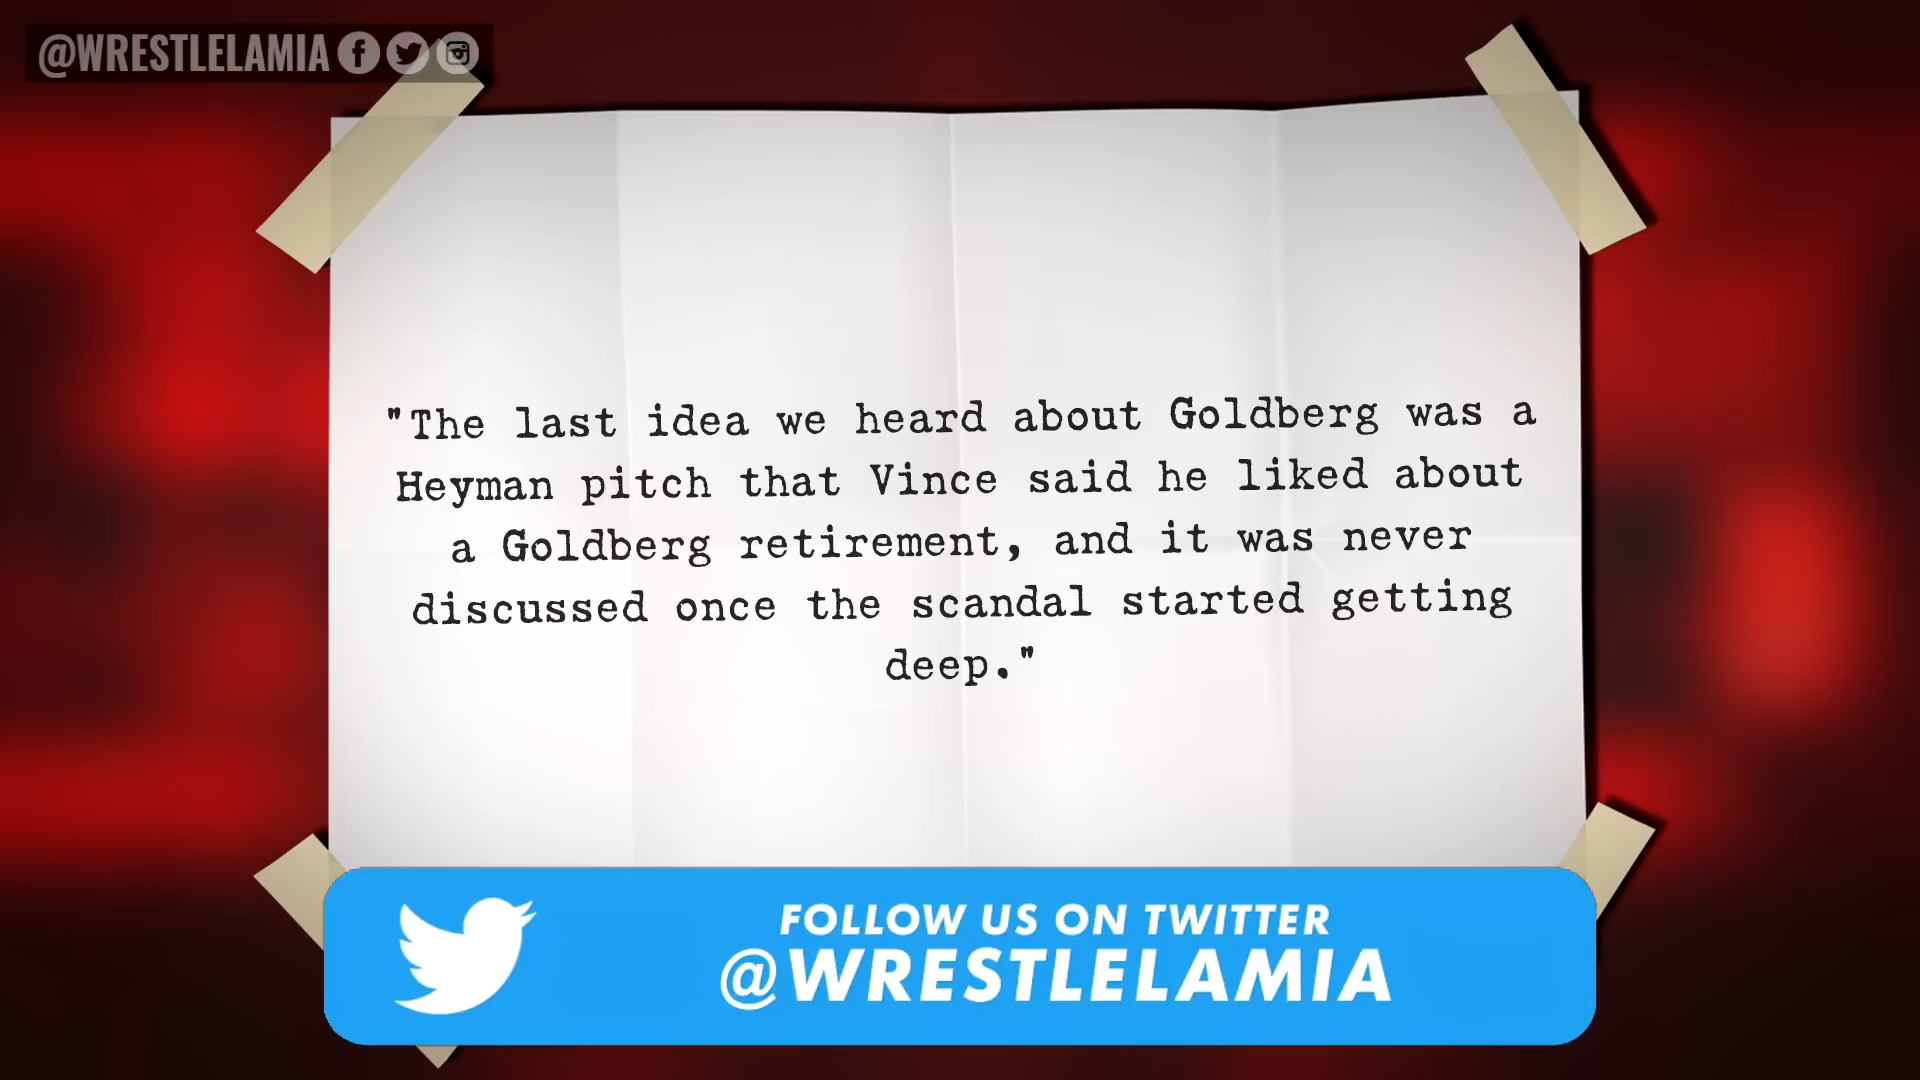 @WRESTLELAMIA
"The last idea we heard about Goldberg was a
Heyman pitch that Vince said he liked about
a Goldberg retirement, and it was never
discussed once the scandal started getting
deep."
FOLLOW US ON TWITTER
@WRESTLELAMIA